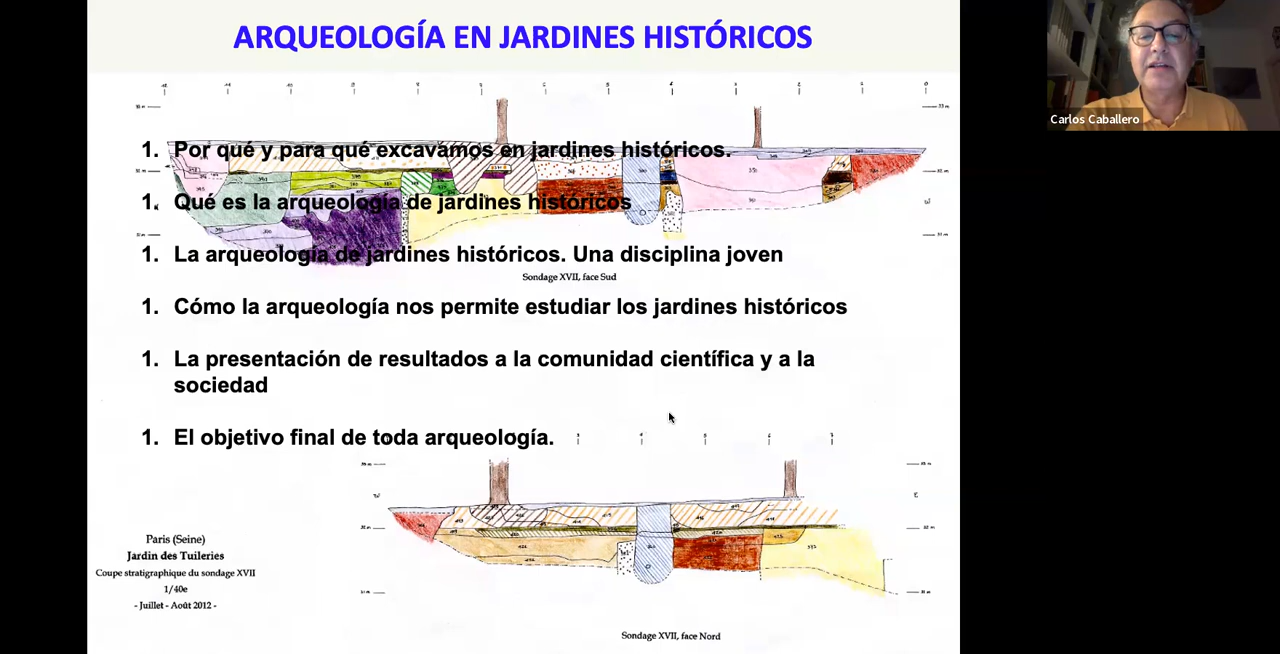 ARQUEOLOGÍA EN JARDINES HISTÓRICOS
Carlos Caballero
1. Por qué y para qué excavamos en jardines históricos.
1. Qué es la arqueología de jardines históricos
1. La arqueología de jardines históricos. Una disciplina joven
Sondage XVII, face Sud
1. Cómo la arqueología nos permite estudiar los jardines históricos
1. La presentación de resultados a la comunidad científica y a la
sociedad
1. El objetivo final de toda arqueología.
Paris (Seine)
Jardin des Tuileries
Coupe stratigraphique du sondage XVII
1/40e
- Juillet - Août 2012 -
Sondage XVII, face Nord